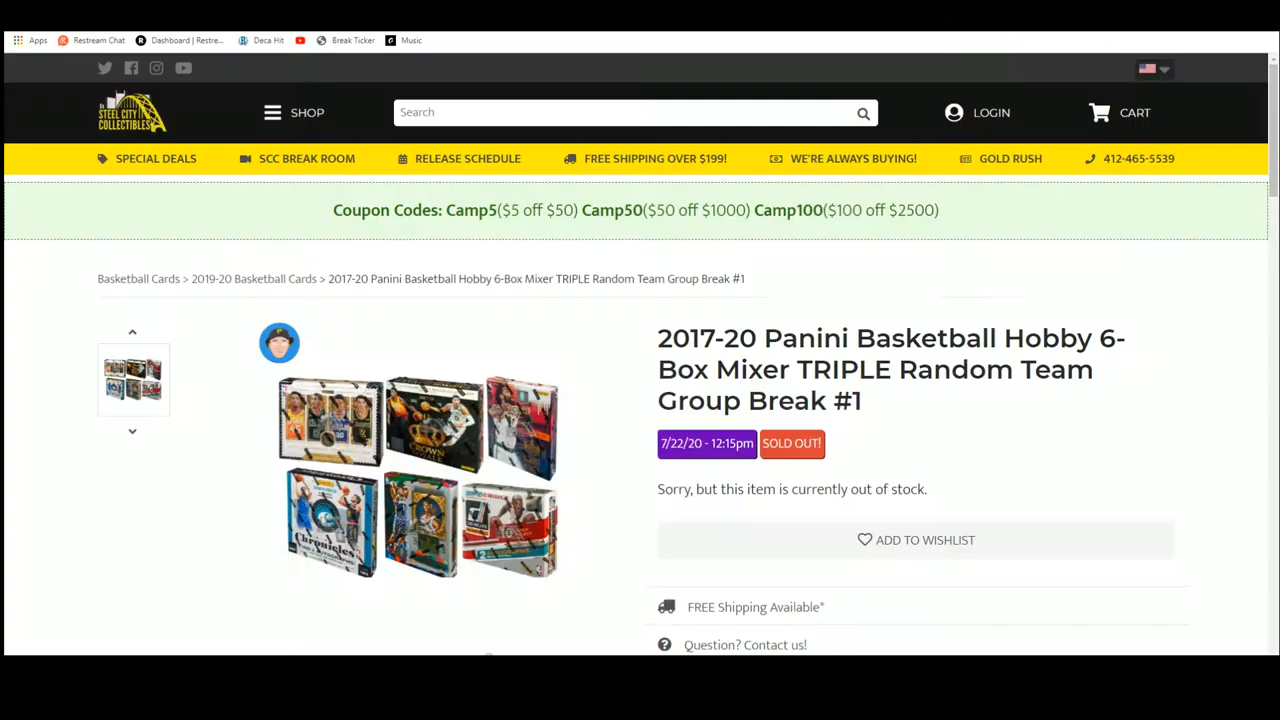 Apps Restream Chat Dashboard | Restre... Deca Hit Break Ticker Music
STEEL CITY
COLLECTIBLES
SHOP
Search
LOGIN
CART
SPECIAL DEALS SCC BREAK ROOM RELEASE SCHEDULE FREE SHIPPING OVER $199! WE'RE ALWAYS BUYING! GOLD RUSH 412-465-5539
Coupon Codes: Camp5($5 off $50) Camp50($50 off $1000) Camp100($100 off $2500)
Basketball Cards > 2019-20 Basketball Cards > 2017-20 Panini Basketball Hobby 6-Box Mixer TRIPLE Random Team Group Break #1
2017-20 Panini Basketball Hobby 6-
Box Mixer TRIPLE Random Team
Group Break #1
7/22/20 - 12:15pm SOLD OUT!
Sorry, but this item is currently out of stock.
ADD TO WISHLIST
FREE Shipping Available*
Question? Contact us!
CROWN
ROYALE
Chronicles